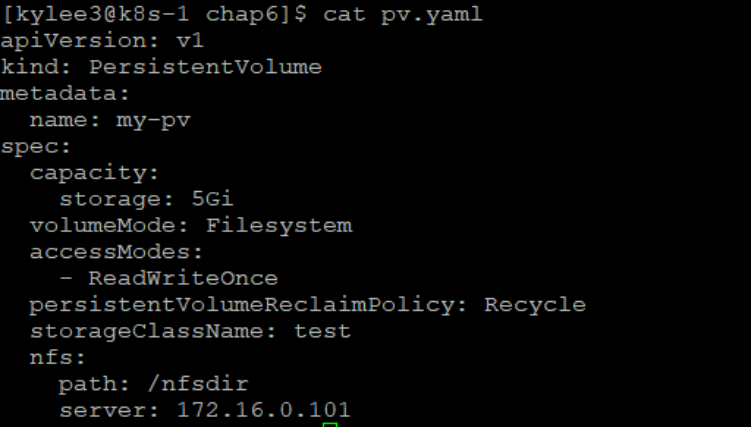 [kylee3@k8s-1 chap6]$ cat pv.yaml
apiVersion: v1
kind: PersistentVolume
metadata:
  name: my-pv
spec:
  capacity:
    storage: 5Gi
  volumeMode: Filesystem
  accessModes:
    - ReadWriteOnce
  persistentVolumeReclaimPolicy: Recycle
  storageClassName: test
  nfs:
    path: /nfsdir
    server: 172.16.0.101